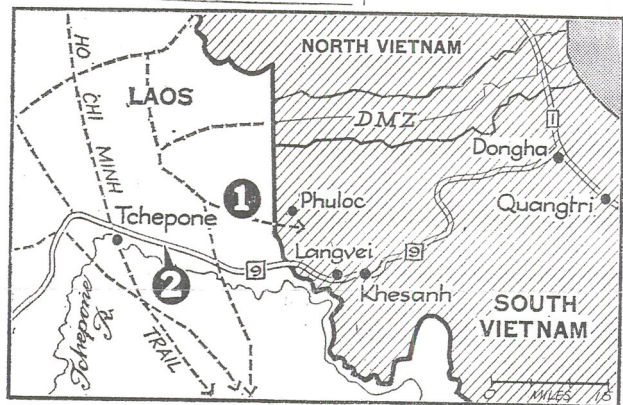 NORTH VIETNAM
HO
CHI
MINH
TRAIL
LAOS
DMZ
1
Dongha
Quangtri
1
Phuloc
Tchepone
Langvei
9
9
Khesanh
2
Tchepone
R.
SOUTH
VIETNAM
0 MILES 15